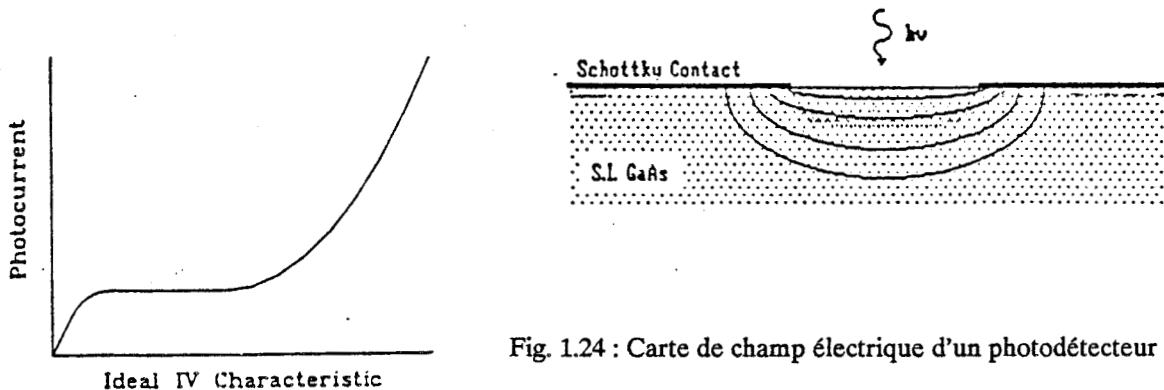 Photocurrent
Ideal IV Characteristic
hν
Schottky Contact
S.I. GaAs
Fig. 1.24 : Carte de champ électrique d'un photodétecteur